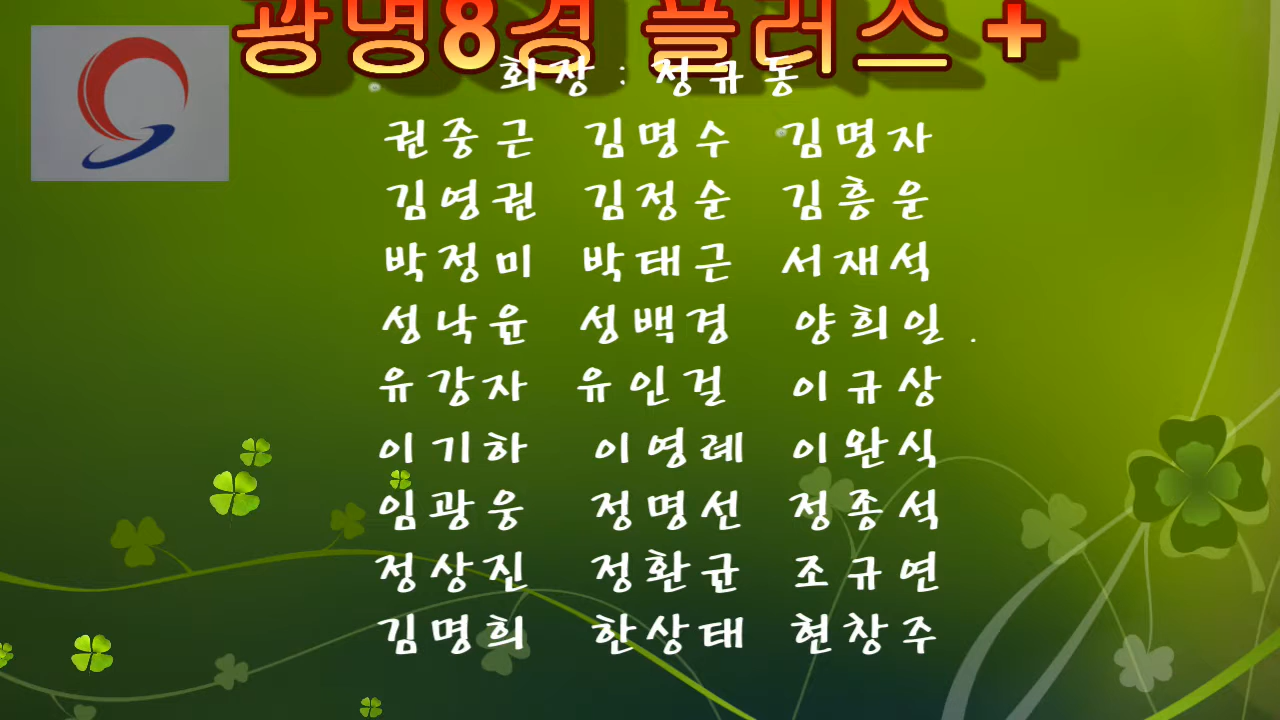 광명8경 플러스 +
회장 : 정규동
권중근 김명수 김명자
김영권 김정순 김흥운
박정미 박태근 서재석
성낙윤 성백경 양희일 .
유강자 유인걸 이규상
이기하 이영례 이완식
임광웅 정명선 정종석
정상진 정환균 조규연
김명희 한상태 현창주